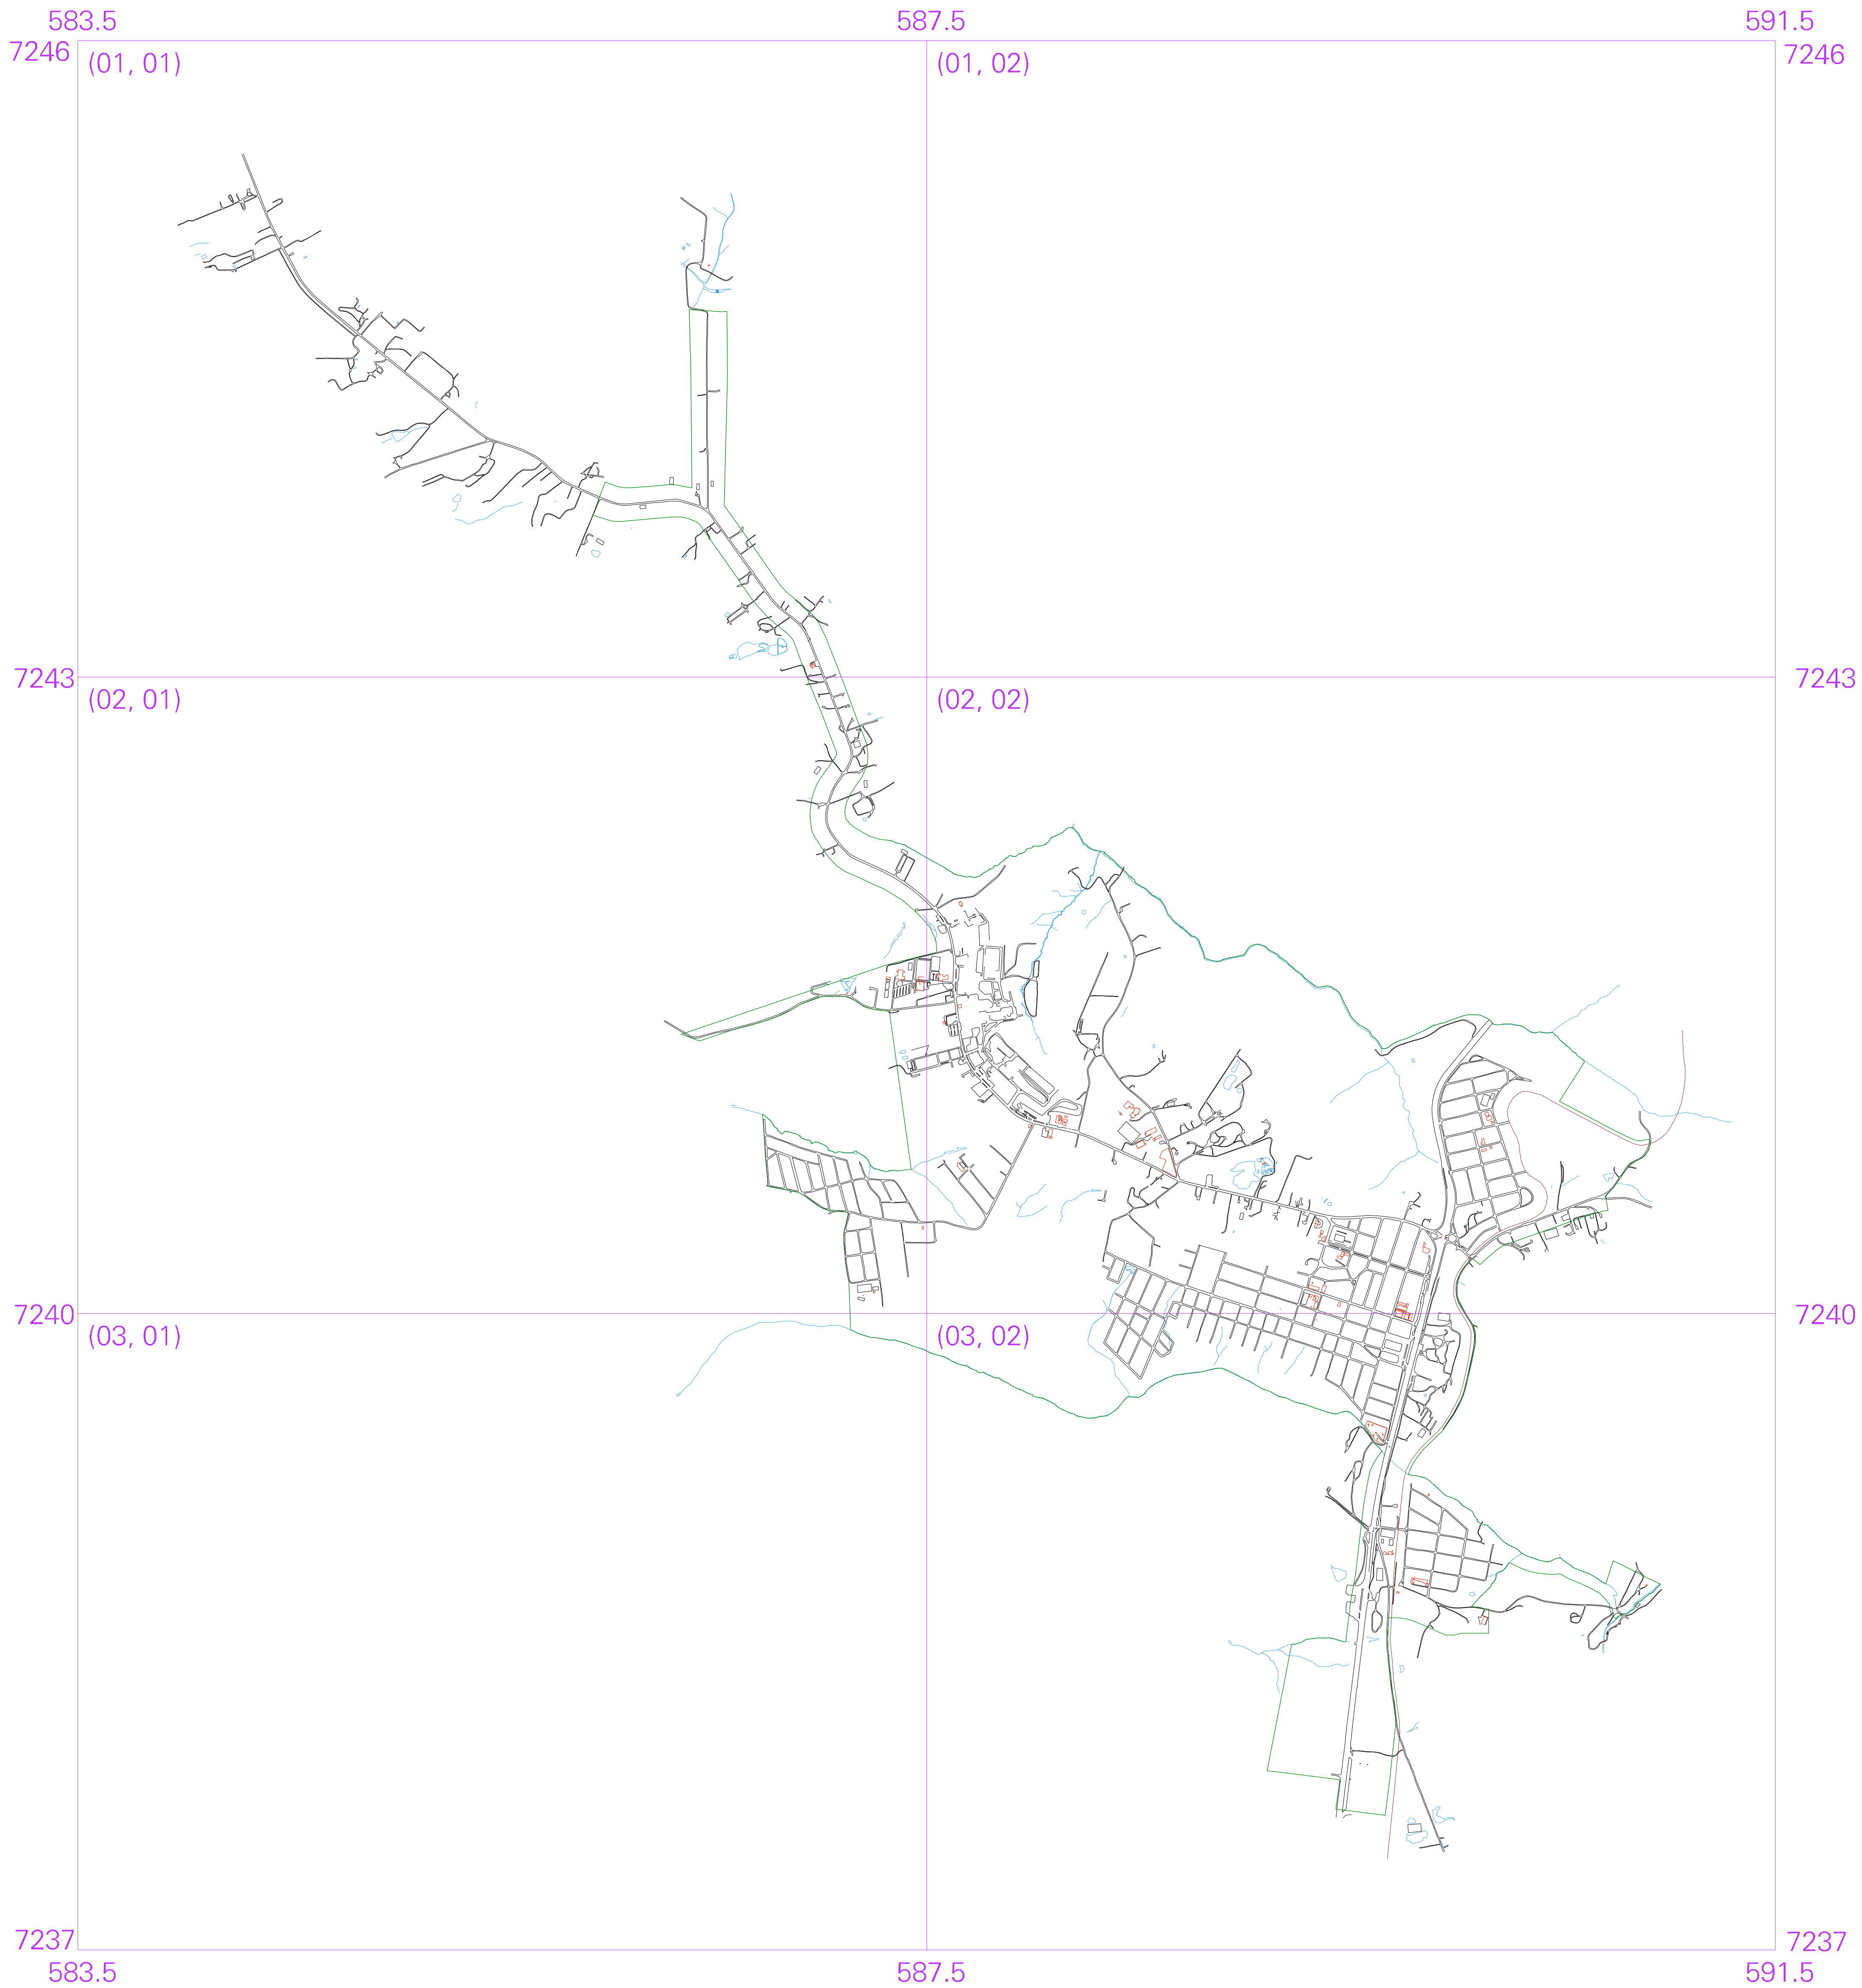 583.5 587.5 591.5
7246 (01, 01) (01, 02) 7246
7243 (02, 01) (02, 02) 7243
7240 (03, 01) (03, 02) 7240
7237 7237
583.5 587.5 591.5